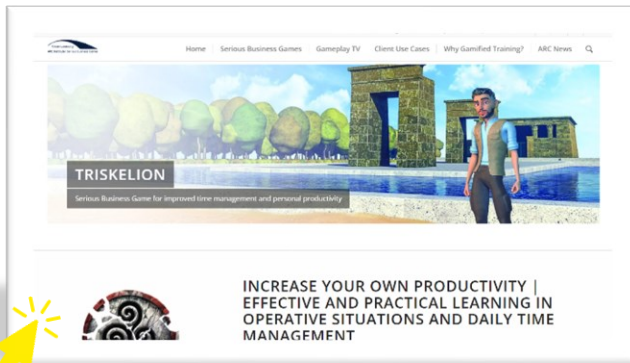 Home Serious Business Games Gameplay TV Client Use Cases Why Gamified Training? ARC News
TRISKELION
Serious Business Game for improved time management and personal productivity
INCREASE YOUR OWN PRODUCTIVITY |
EFFECTIVE AND PRACTICAL LEARNING IN
OPERATIVE SITUATIONS AND DAILY TIME
MANAGEMENT